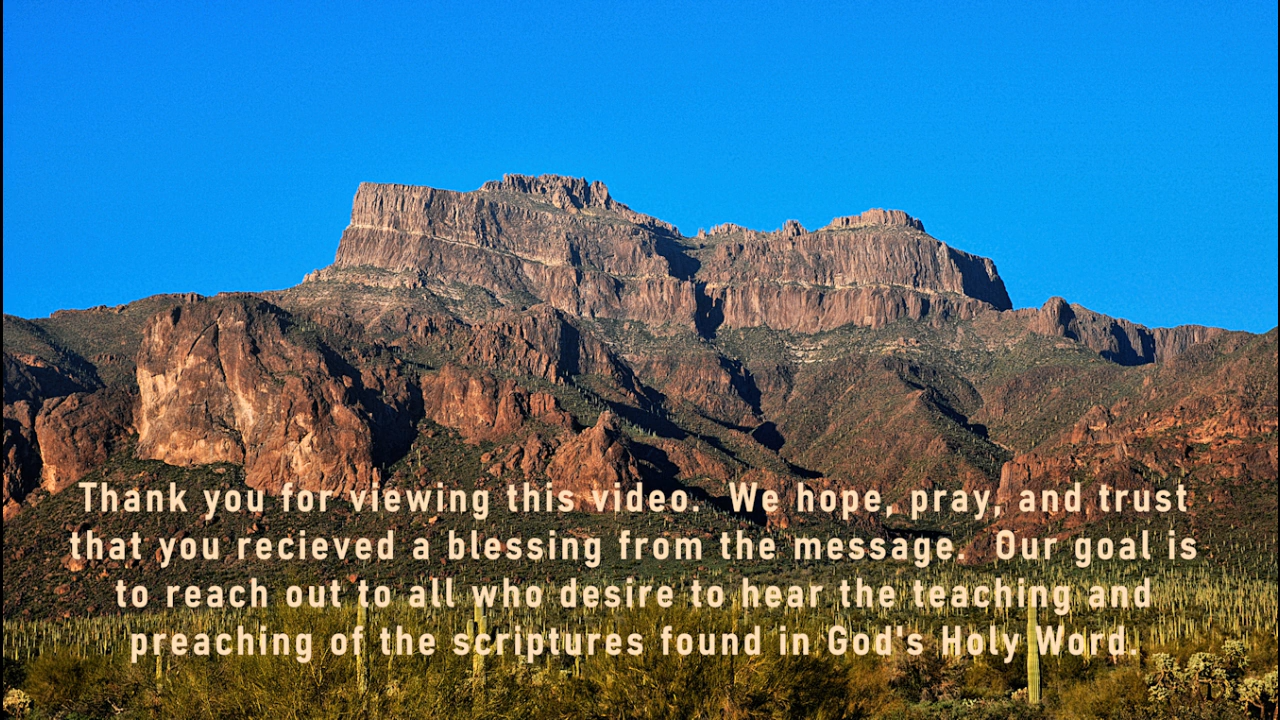 Thank you for viewing this video.  We hope, pray, and trust
that you recieved a blessing from the message.  Our goal is
to reach out to all who desire to hear the teaching and
preaching of the scriptures found in God's Holy Word.